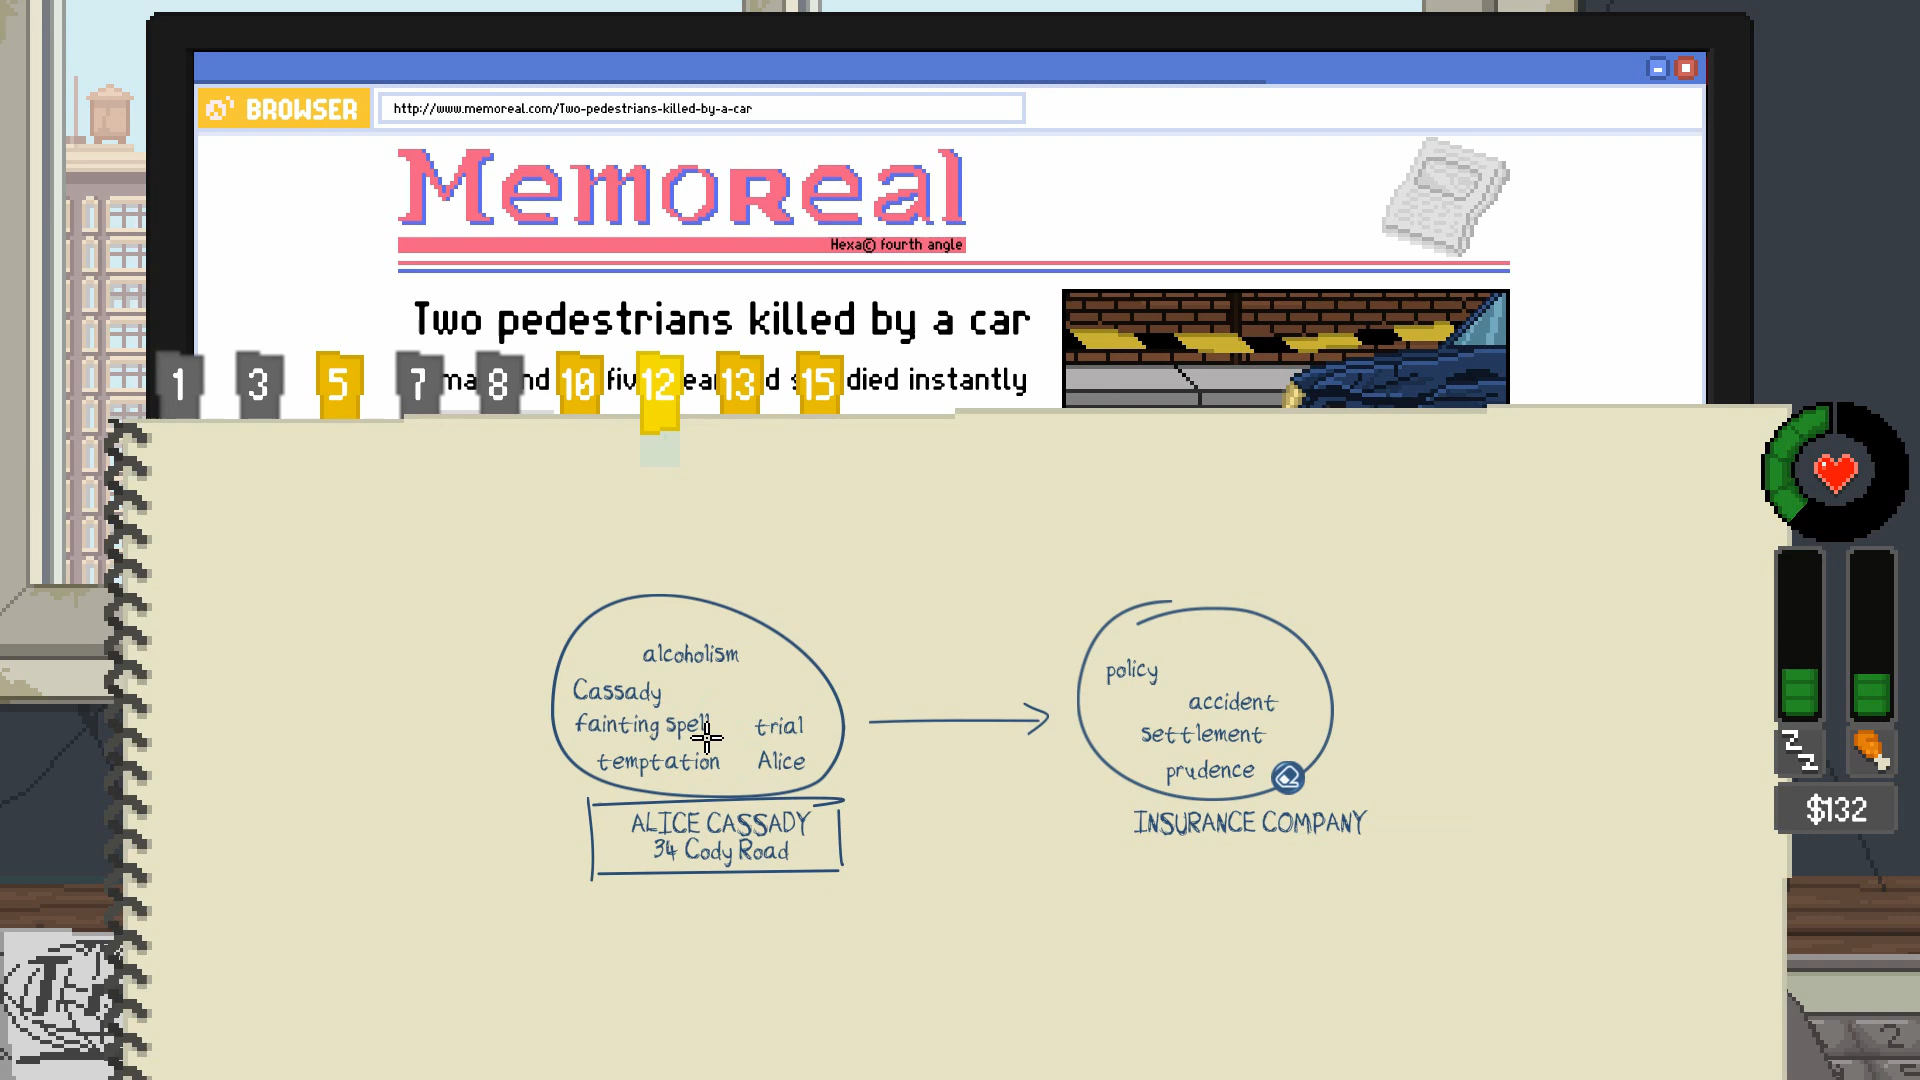 BROWSER
http://www.memoreal.com/Two-pedestrians-killed-by-a-car
Memoreal
Hexa© fourth angle
Two pedestrians killed by a car
died instantly
1 3 5 7 8 10 12 13 15
alcoholism
Cassady
fainting spell
trial
temptation
Alice
ALICE CASSADY
34 Cody Road
policy
accident
settlement
prudence
INSURANCE COMPANY
zzz
$132
2